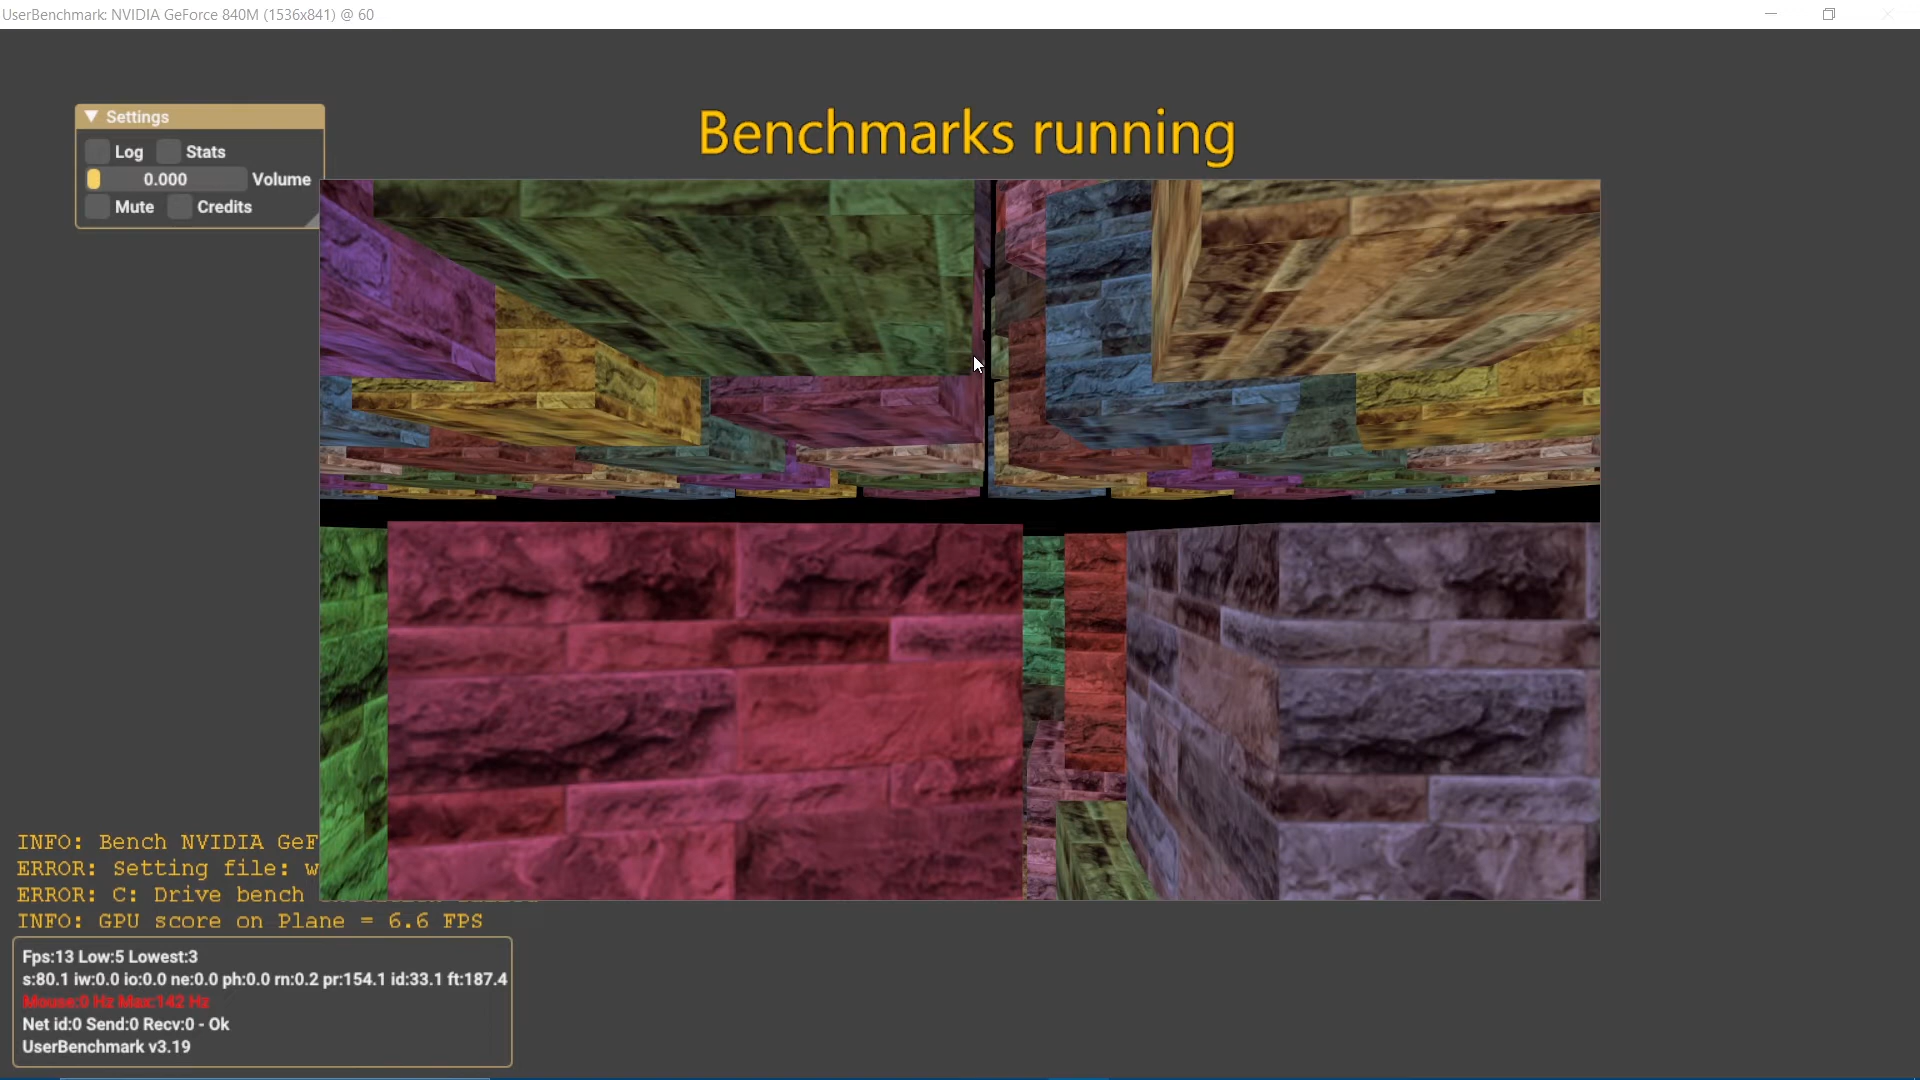 UserBenchmark: NVIDIA GeForce 840M (1536x841) @ 60
Benchmarks running
Settings
Log Stats
0.000 Volume
Mute Credits
INFO: Bench NVIDIA GeF
ERROR: Setting file: w
ERROR: C: Drive bench
INFO: GPU score on Plane = 6.6 FPS
Fps:13 Low:5 Lowest:3
s:80.1 iw:0.0 io:0.0 ne:0.0 ph:0.0 rn:0.2 pr:154.1 id:33.1 ft:187.4
Mouse:0 Hz Max:142 Hz
Net id:0 Send:0 Recv:0 - Ok
UserBenchmark v3.19